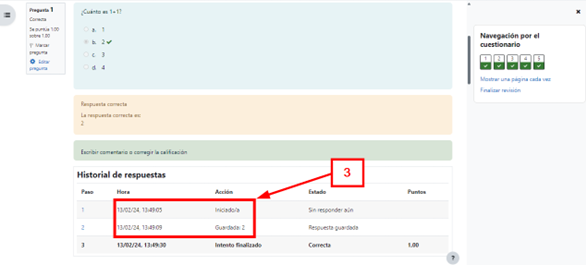 Pregunta 1
Correcta
Se puntúa 1.00
sobre 1.00
Marcar
pregunta
Editar
pregunta
¿Cuánto es 1+1?
a. 1
b. 2
c. 3
d. 4
Respuesta correcta
La respuesta correcta es:
2
Escribir comentario o corregir la calificación
Historial de respuestas
3
Paso Hora Acción Estado Puntos
1 13/02/24, 13:49:05 Iniciado/a Sin responder aún
2 13/02/24, 13:49:09 Guardada: 2 Respuesta guardada
3 13/02/24, 13:49:30 Intento finalizado Correcta 1.00
?
Navegación por el
cuestionario
1 2 3 4 5
Mostrar una página cada vez
Finalizar revisión